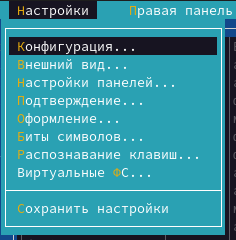 Настройки Правая панель
Конфигурация...
Внешний вид...
Настройки панелей...
Подтверждение...
Оформление...
Биты символов...
Распознавание клавиш...
Виртуальные ФС...
Сохранить настройки